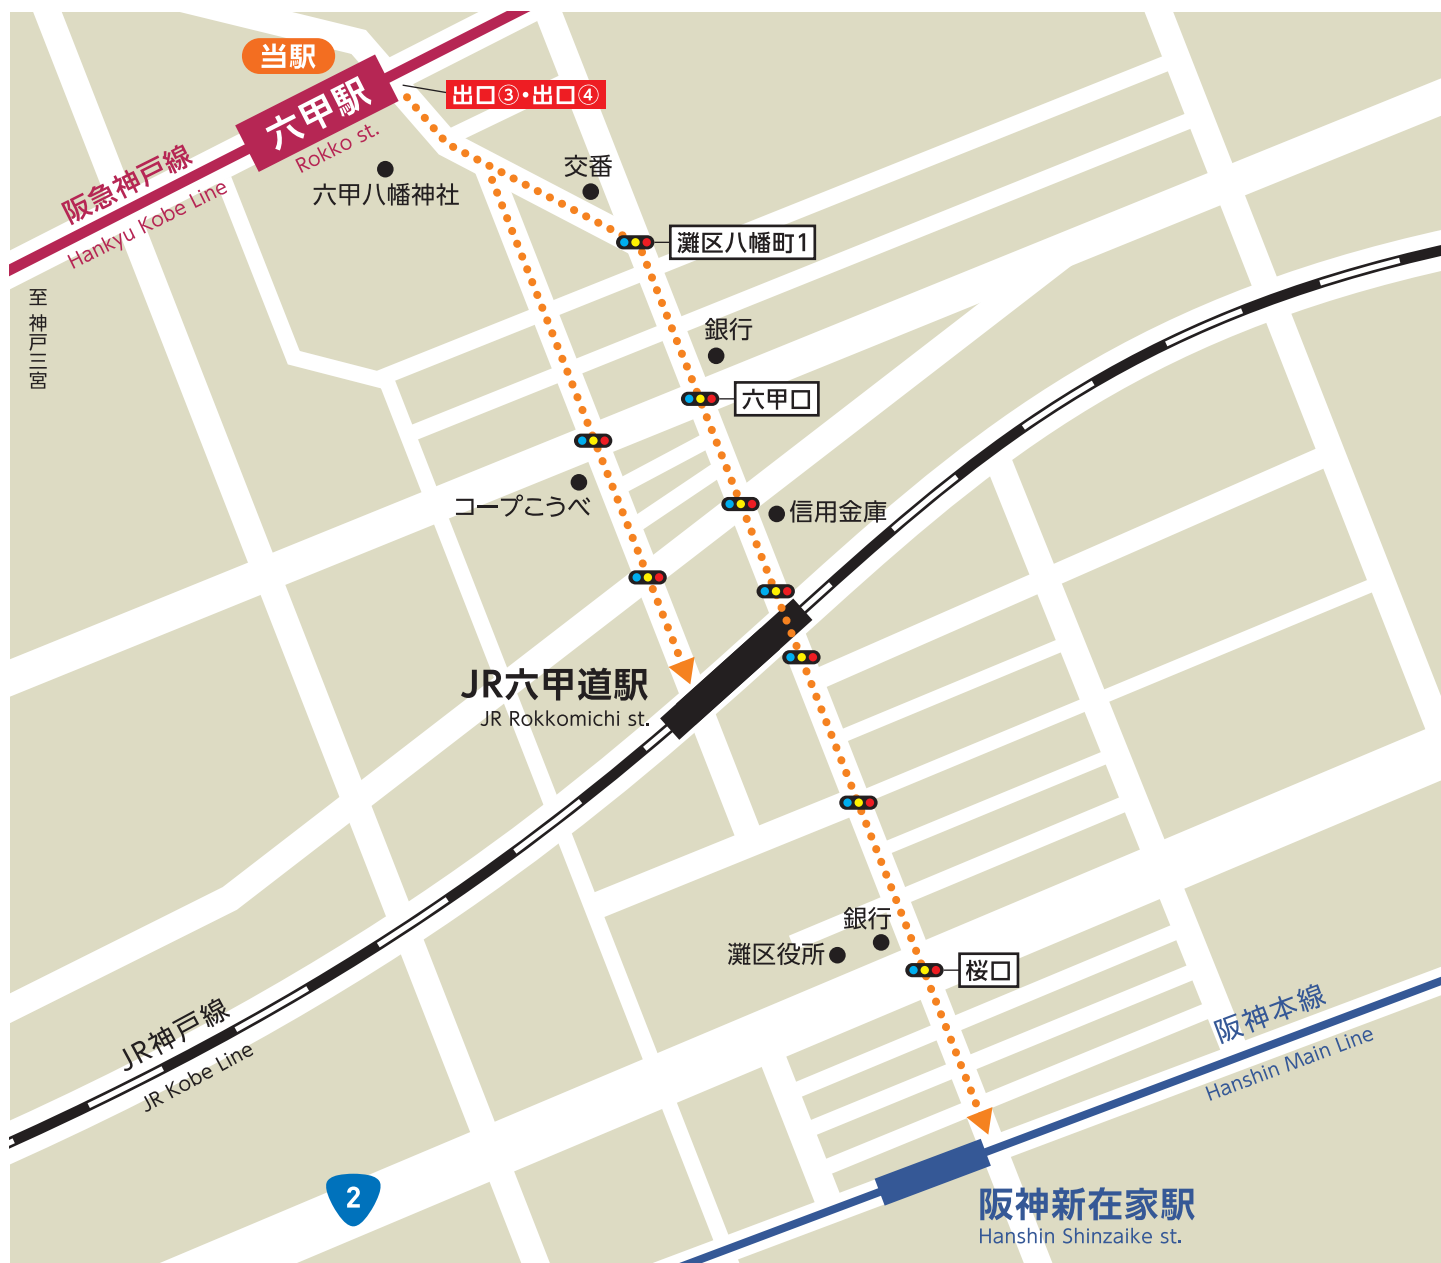 当駅
六甲駅
Rokko st.
出口③・出口④
阪急神戸線
Hankyu Kobe Line
六甲八幡神社
交番
灘区八幡町1
至 神戸三宮
銀行
六甲口
コープこうべ
信用金庫
JR六甲道駅
JR Rokkomichi st.
銀行
灘区役所
桜口
JR神戸線
JR Kobe Line
阪神本線
Hanshin Main Line
2
阪神新在家駅
Hanshin Shinzaike st.